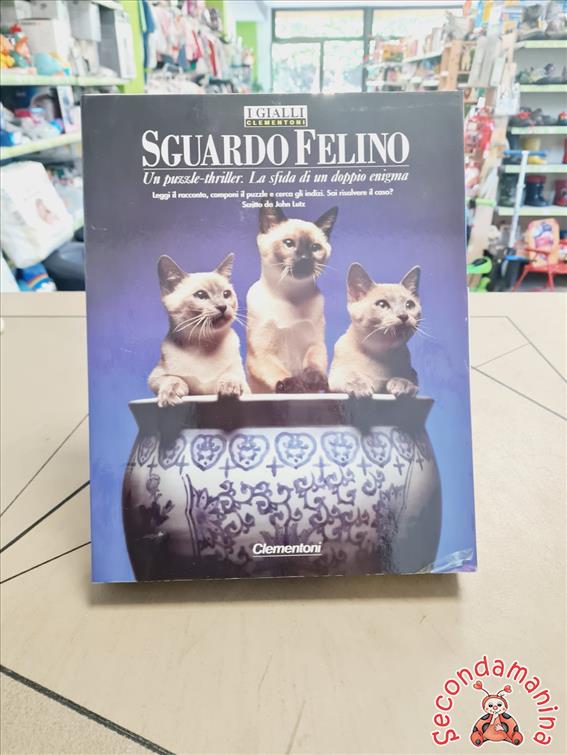 I GIALLI
CLEMENTONI
SGUARDO FELINO
Un puzzle-thriller. La sfida di un doppio enigma
Leggi il racconto, componi il puzzle e cerca gli indizi. Sai risolvere il caso?
Scritto da John Lutz
Clementoni
Secondamanina